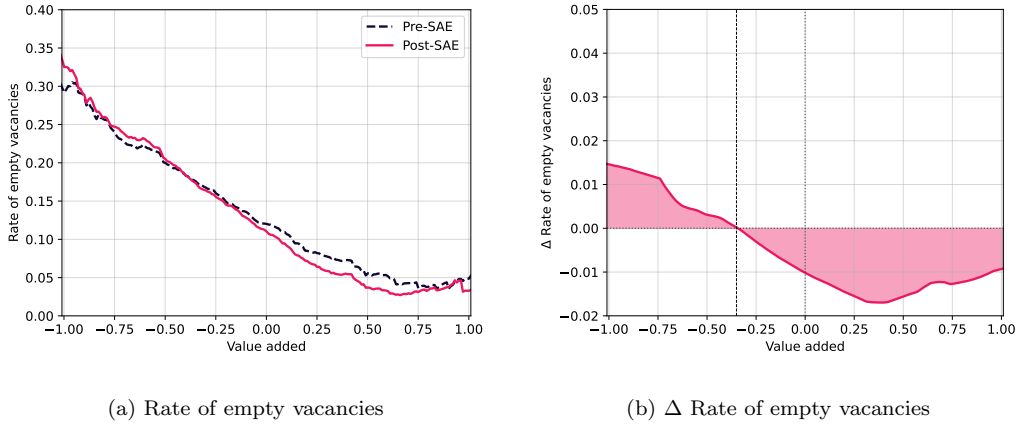 0.40
0.35
0.30
0.25
0.20
0.15
0.10
0.05
0.00
Rate of empty vacancies
Pre-SAE
Post-SAE
−1.00 −0.75 −0.50 −0.25 0.00 0.25 0.50 0.75 1.00
Value added
(a) Rate of empty vacancies
0.05
0.04
0.03
0.02
0.01
0.00
−0.01
−0.02
Δ Rate of empty vacancies
−1.00 −0.75 −0.50 −0.25 0.00 0.25 0.50 0.75 1.00
Value added
(b) Δ Rate of empty vacancies